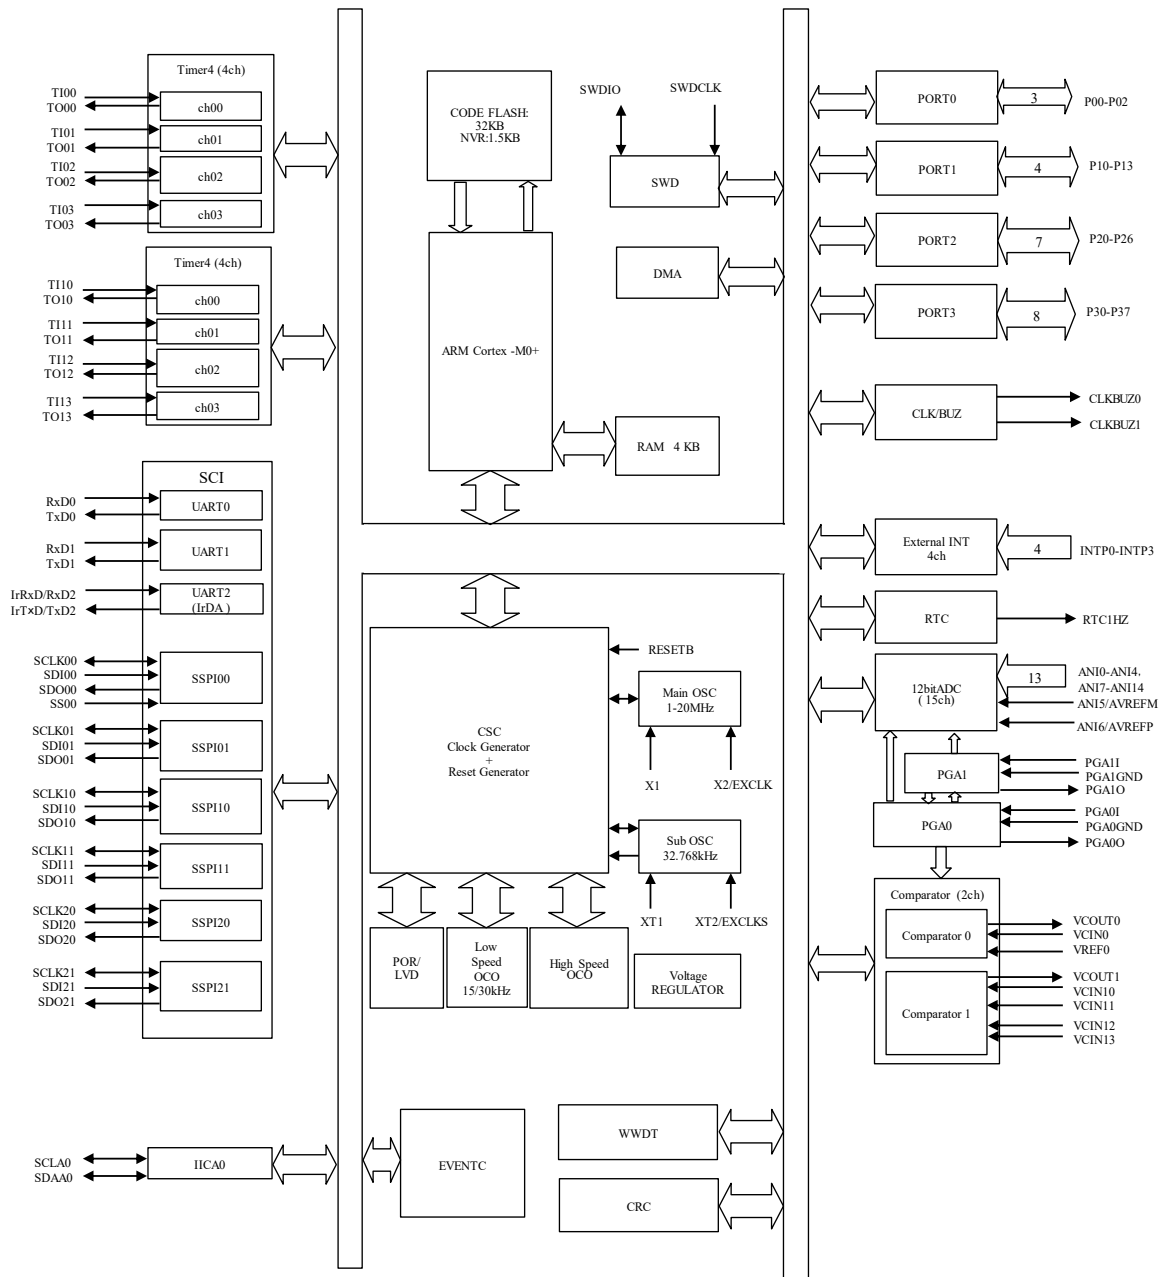 Timer4 (4ch)
TI00
TO00
ch00
TI01
TO01
ch01
TI02
TO02
ch02
TI03
TO03
ch03
Timer4 (4ch)
TI10
TO10
ch00
TI11
TO11
ch01
TI12
TO12
ch02
TI13
TO13
ch03
SCI
RxD0
TxD0
UART0
RxD1
TxD1
UART1
IrRxD/RxD2
IrT×D/TxD2
UART2
(IrDA )
SCLK00
SDI00
SDO00
SS00
SSPI00
SCLK01
SDI01
SDO01
SSPI01
SCLK10
SDI10
SDO10
SSPI10
SCLK11
SDI11
SDO11
SSPI11
SCLK20
SDI20
SDO20
SSPI20
SCLK21
SDI21
SDO21
SSPI21
SCLA0
SDAA0
IICA0
CODE FLASH:
32KB
NVR:1.5KB
SWDIO
SWDCLK
SWD
DMA
ARM Cortex -M0+
RAM 4 KB
CSC
Clock Generator
+
Reset Generator
RESETB
Main OSC
1-20MHz
X1
X2/EXCLK
Sub OSC
32.768kHz
XT1
XT2/EXCLKS
POR/
LVD
Low
Speed
OCO
15/30kHz
High Speed
OCO
Voltage
REGULATOR
EVENTC
WWDT
CRC
PORT0
3
P00-P02
PORT1
4
P10-P13
PORT2
7
P20-P26
PORT3
8
P30-P37
CLK/BUZ
CLKBUZ0
CLKBUZ1
External INT
4ch
4
INTP0-INTP3
RTC
RTC1HZ
12bitADC
( 15ch)
13
ANI0-ANI4,
ANI7-ANI14
ANI5/AVREFM
ANI6/AVREFP
PGA1
PGA1I
PGA1GND
PGA1O
PGA0
PGA0I
PGA0GND
PGA0O
Comparator (2ch)
Comparator 0
VCOUT0
VCIN0
VREF0
Comparator 1
VCOUT1
VCIN10
VCIN11
VCIN12
VCIN13